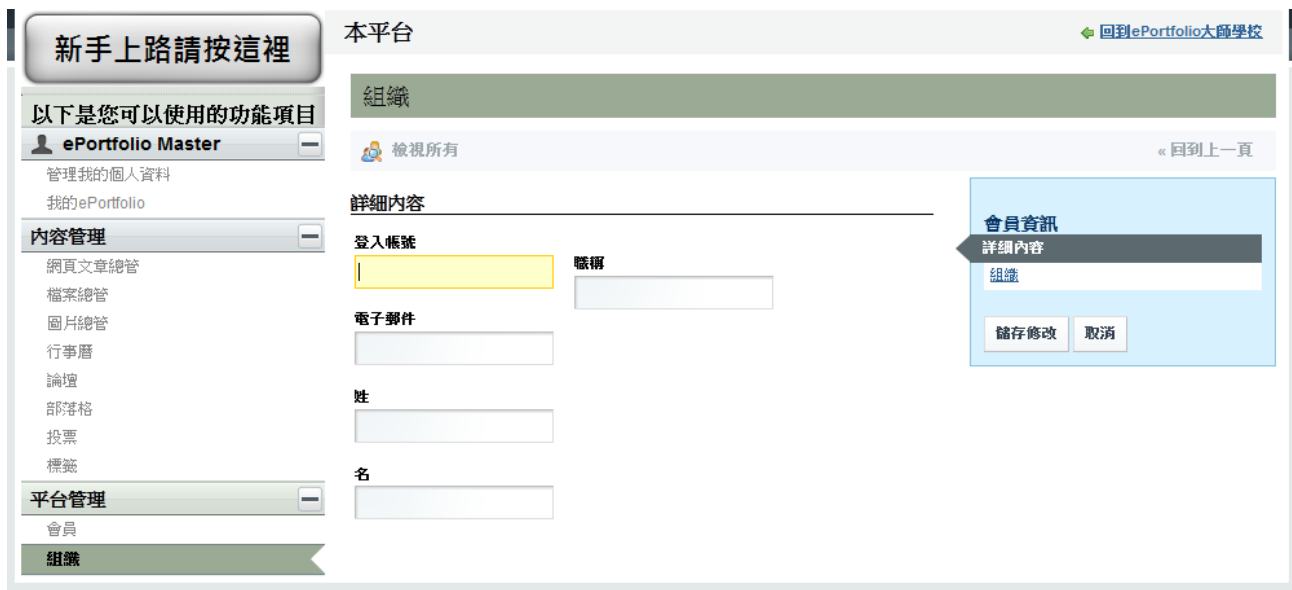 新手上路請按這裡
以下是您可以使用的功能項目
ePortfolio Master
管理我的個人資料
我的ePortfolio
內容管理
網頁文章總管
檔案總管
圖片總管
行事曆
論壇
部落格
投票
標籤
平台管理
會員
組織
本平台
回到ePortfolio大師學校
組織
檢視所有
« 回到上一頁
詳細內容
登入帳號
職稱
電子郵件
姓
名
會員資訊
詳細內容
組織
儲存修改 取消